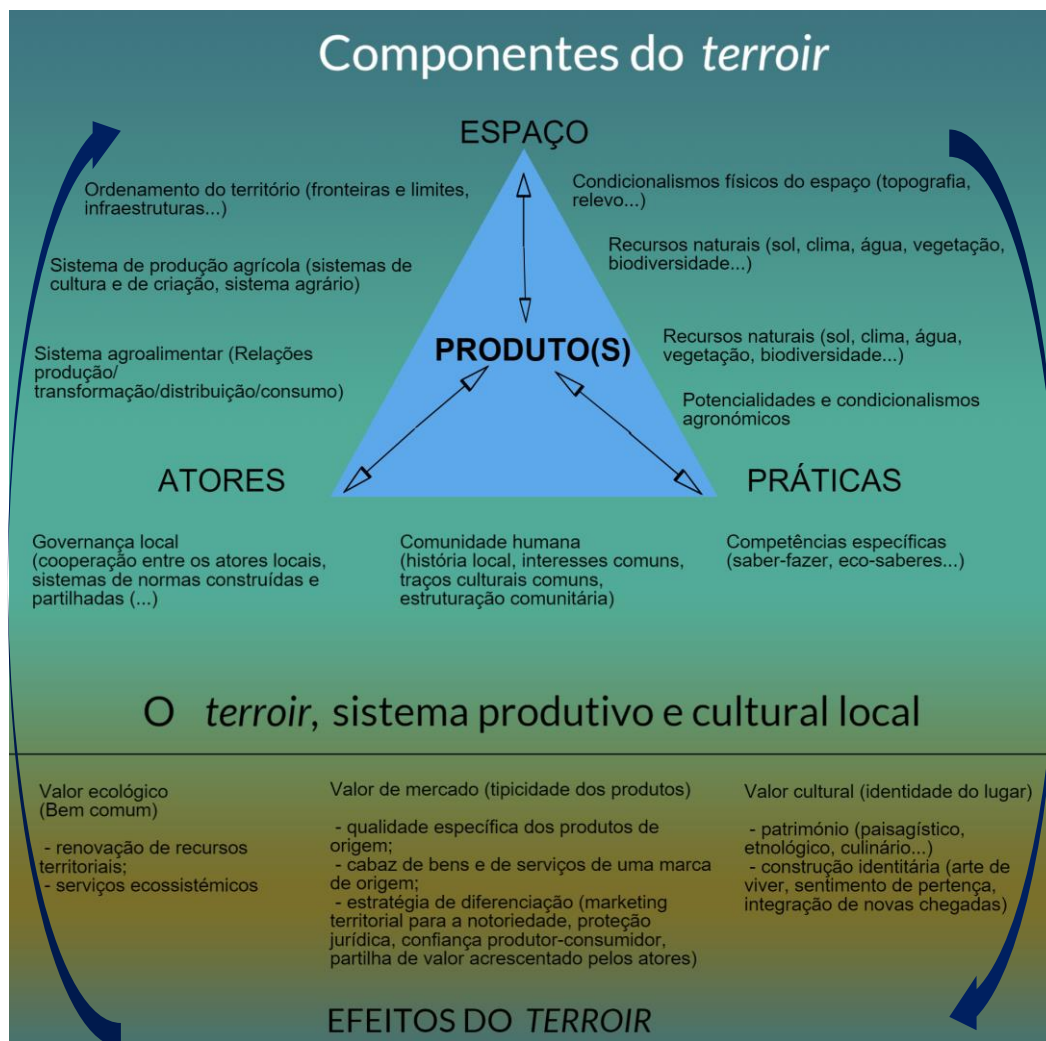 Componentes do terroir
ESPAÇO
Ordenamento do território (fronteiras e limites,
infraestruturas...)
Condicionalismos físicos do espaço (topografia,
relevo...)
Sistema de produção agrícola (sistemas de
cultura e de criação, sistema agrário)
Recursos naturais (sol, clima, água, vegetação,
biodiversidade...)
Sistema agroalimentar (Relações
produção/
transformação/distribuição/consumo)
PRODUTO(S)
Recursos naturais (sol, clima, água,
vegetação, biodiversidade...)
Potencialidades e condicionalismos
agronómicos
ATORES
PRÁTICAS
Governança local
(cooperação entre os atores locais,
sistemas de normas construídas e
partilhadas (...)
Comunidade humana
(história local, interesses comuns,
traços culturais comuns,
estruturação comunitária)
Competências específicas
(saber-fazer, eco-saberes...)
O terroir, sistema produtivo e cultural local
Valor ecológico
(Bem comum)
- renovação de recursos
territoriais;
- serviços ecossistémicos
Valor de mercado (tipicidade dos produtos)
- qualidade específica dos produtos de
origem;
- cabaz de bens e de serviços de uma marca
de origem;
- estratégia de diferenciação (marketing
territorial para a notoriedade, proteção
jurídica, confiança produtor-consumidor,
partilha de valor acrescentado pelos atores)
Valor cultural (identidade do lugar)
- património (paisagístico,
etnológico, culinário...)
- construção identitária (arte de
viver, sentimento de pertença,
integração de novas chegadas)
EFEITOS DO TERROIR